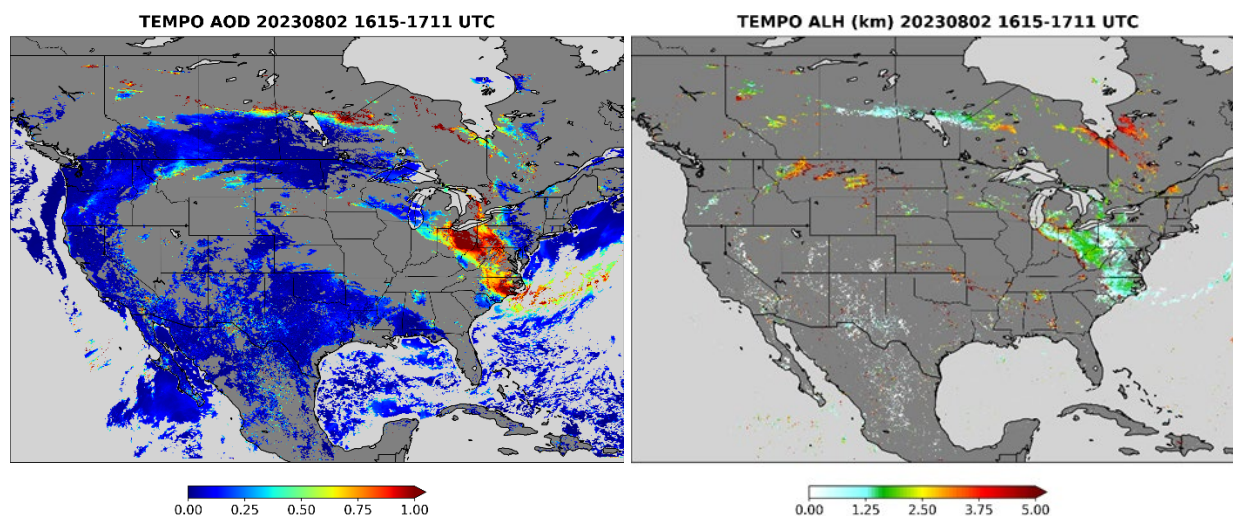 TEMPO AOD 20230802 1615-1711 UTC
TEMPO ALH (km) 20230802 1615-1711 UTC
0.00 0.25 0.50 0.75 1.00
0.00 1.25 2.50 3.75 5.00